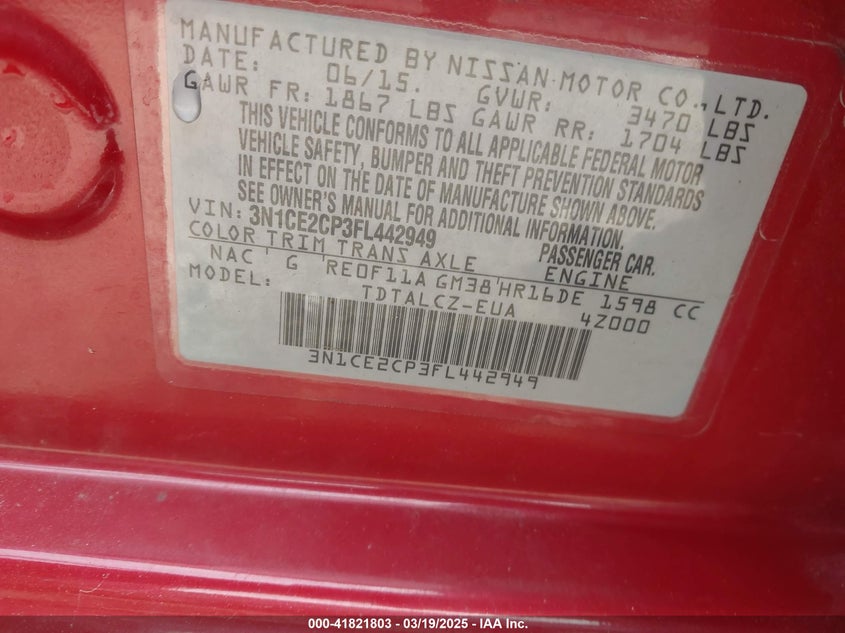 MANUFACTURED BY NISSAN MOTOR CO., LTD.
DATE: 06/15. GVWR: 3470 LBS
GAWR FR: 1867 LBS GAWR RR: 1704 LBS
THIS VEHICLE CONFORMS TO ALL APPLICABLE FEDERAL MOTOR
VEHICLE SAFETY, BUMPER AND THEFT PREVENTION STANDARDS
IN EFFECT ON THE DATE OF MANUFACTURE SHOWN ABOVE.
SEE OWNER'S MANUAL FOR ADDITIONAL INFORMATION.
VIN: 3N1CE2CP3FL442949 PASSENGER CAR.
COLOR TRIM TRANS AXLE ENGINE
NAC G RE0F11A GM38 HR16DE 1598 CC
MODEL: TDTALCZ-EUA 4Z000
3N1CE2CP3FL442949
000-41821803 - 03/19/2025 - IAA Inc.